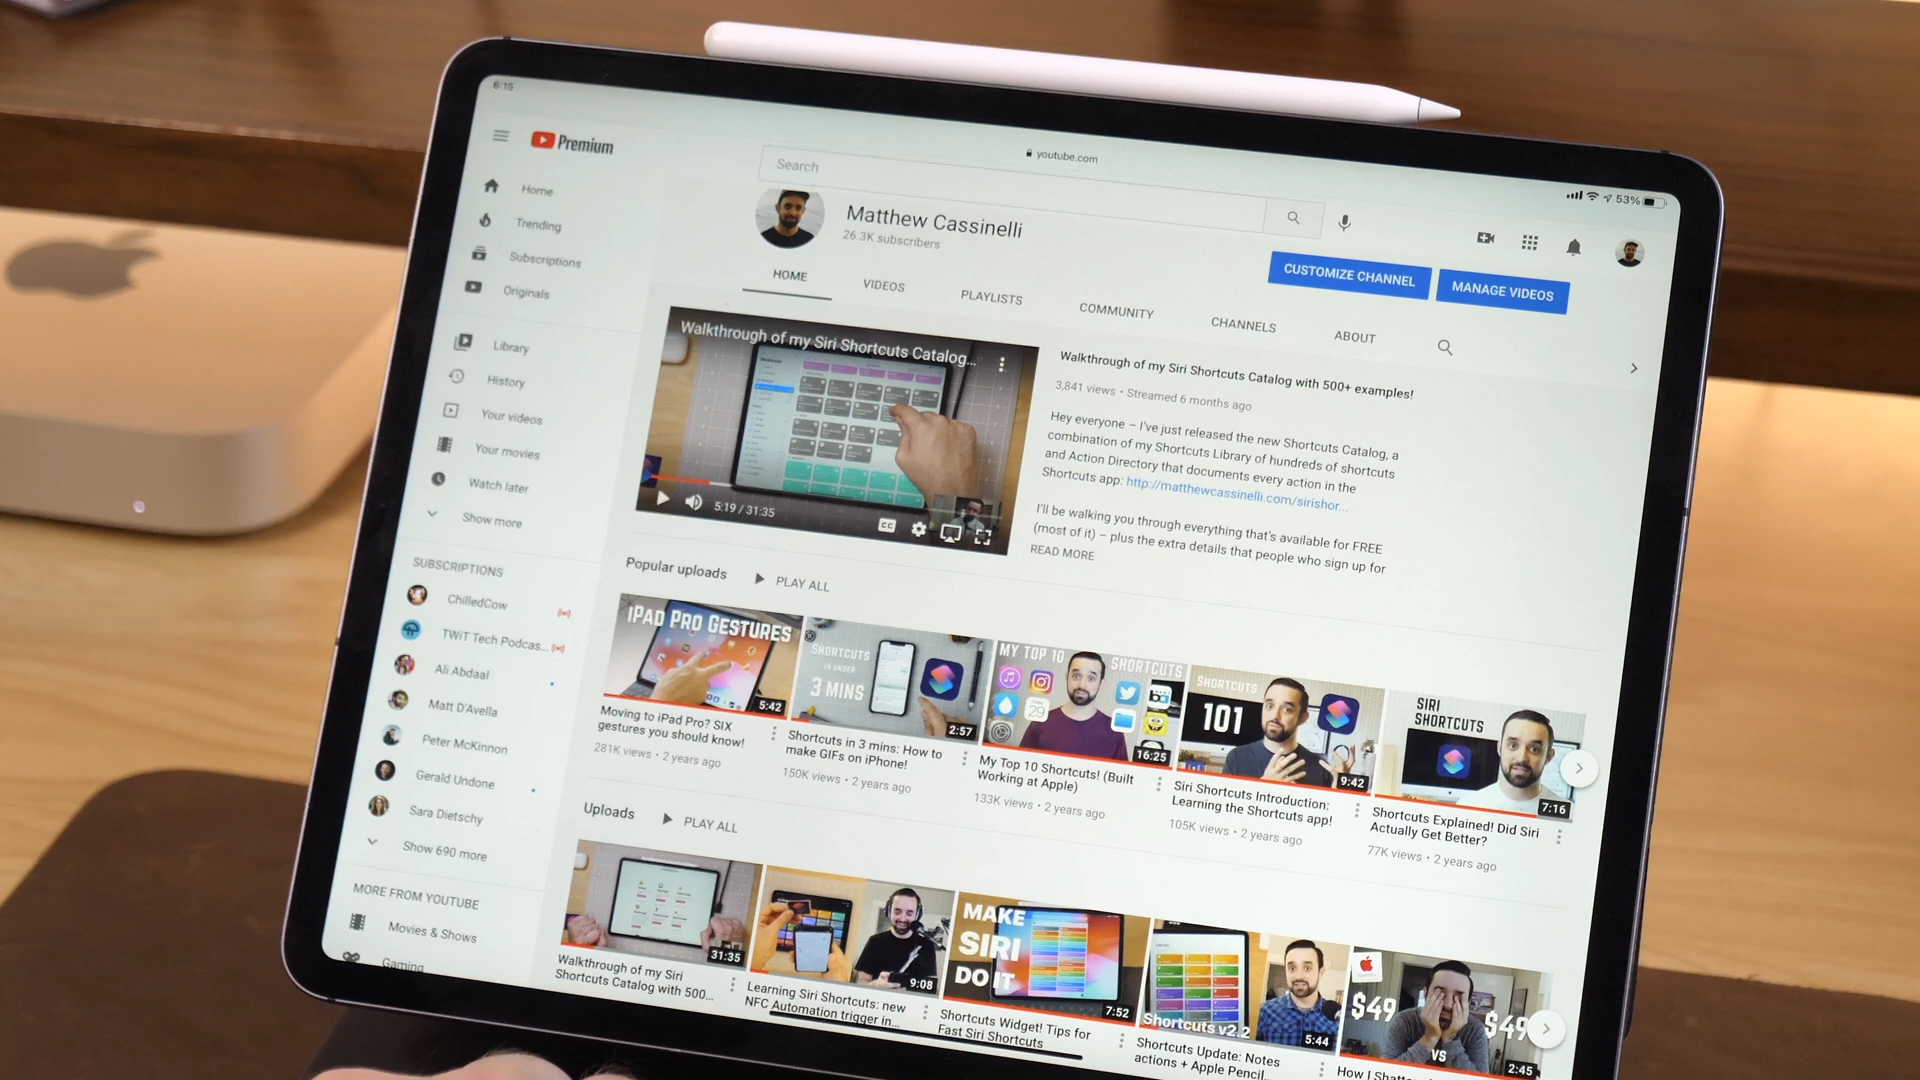 6:15
youtube.com
53%
Premium
Search
Matthew Cassinelli
26.3K subscribers
CUSTOMIZE CHANNEL
MANAGE VIDEOS
HOME
VIDEOS
PLAYLISTS
COMMUNITY
CHANNELS
ABOUT
Home
Trending
Subscriptions
Originals
Library
History
Your videos
Your movies
Watch later
Show more
SUBSCRIPTIONS
ChilledCow
TWiT Tech Podcas...
Ali Abdaal
Matt D'Avella
Peter McKinnon
Gerald Undone
Sara Dietschy
Show 690 more
MORE FROM YOUTUBE
Movies & Shows
Gaming
Walkthrough of my Siri Shortcuts Catalog...
5:19 / 31:35
CC
Walkthrough of my Siri Shortcuts Catalog with 500+ examples!
3,841 views • Streamed 6 months ago
Hey everyone – I've just released the new Shortcuts Catalog, a
combination of my Shortcuts Library of hundreds of shortcuts
and Action Directory that documents every action in the
Shortcuts app: http://matthewcassinelli.com/sirishor...
I'll be walking you through everything that's available for FREE
(most of it) – plus the extra details that people who sign up for
READ MORE
Popular uploads
PLAY ALL
IPAD PRO GESTURES
5:42
Moving to iPad Pro? SIX
gestures you should know!
281K views • 2 years ago
SHORTCUTS
IN UNDER
3 MINS
2:57
Shortcuts in 3 mins: How to
make GIFs on iPhone!
150K views • 2 years ago
MY TOP 10 SHORTCUTS
29
16:25
My Top 10 Shortcuts! (Built
Working at Apple)
133K views • 2 years ago
SHORTCUTS
101
9:42
Siri Shortcuts Introduction:
Learning the Shortcuts app!
105K views • 2 years ago
SIRI
SHORTCUTS
7:16
Shortcuts Explained! Did Siri
Actually Get Better?
77K views • 2 years ago
Uploads
PLAY ALL
31:35
Walkthrough of my Siri
Shortcuts Catalog with 500...
9:08
Learning Siri Shortcuts: new
NFC Automation trigger in...
MAKE
SIRI
DO IT
7:52
Shortcuts Widget! Tips for
Fast Siri Shortcuts
Shortcuts v2.2
5:44
Shortcuts Update: Notes
actions + Apple Pencil...
$49
VS
$49
2:45
How I